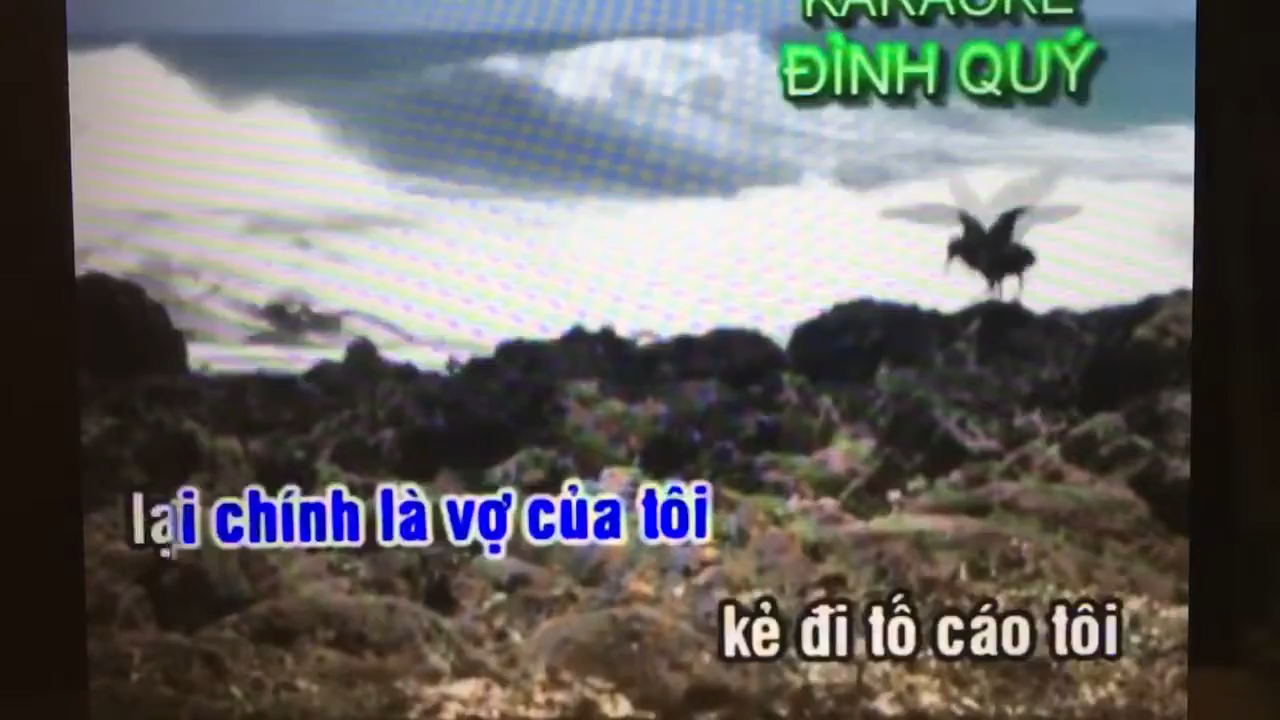 KARAOKE
ĐÌNH QUÝ
lại chính là vợ của tôi
kẻ đi tố cáo tôi